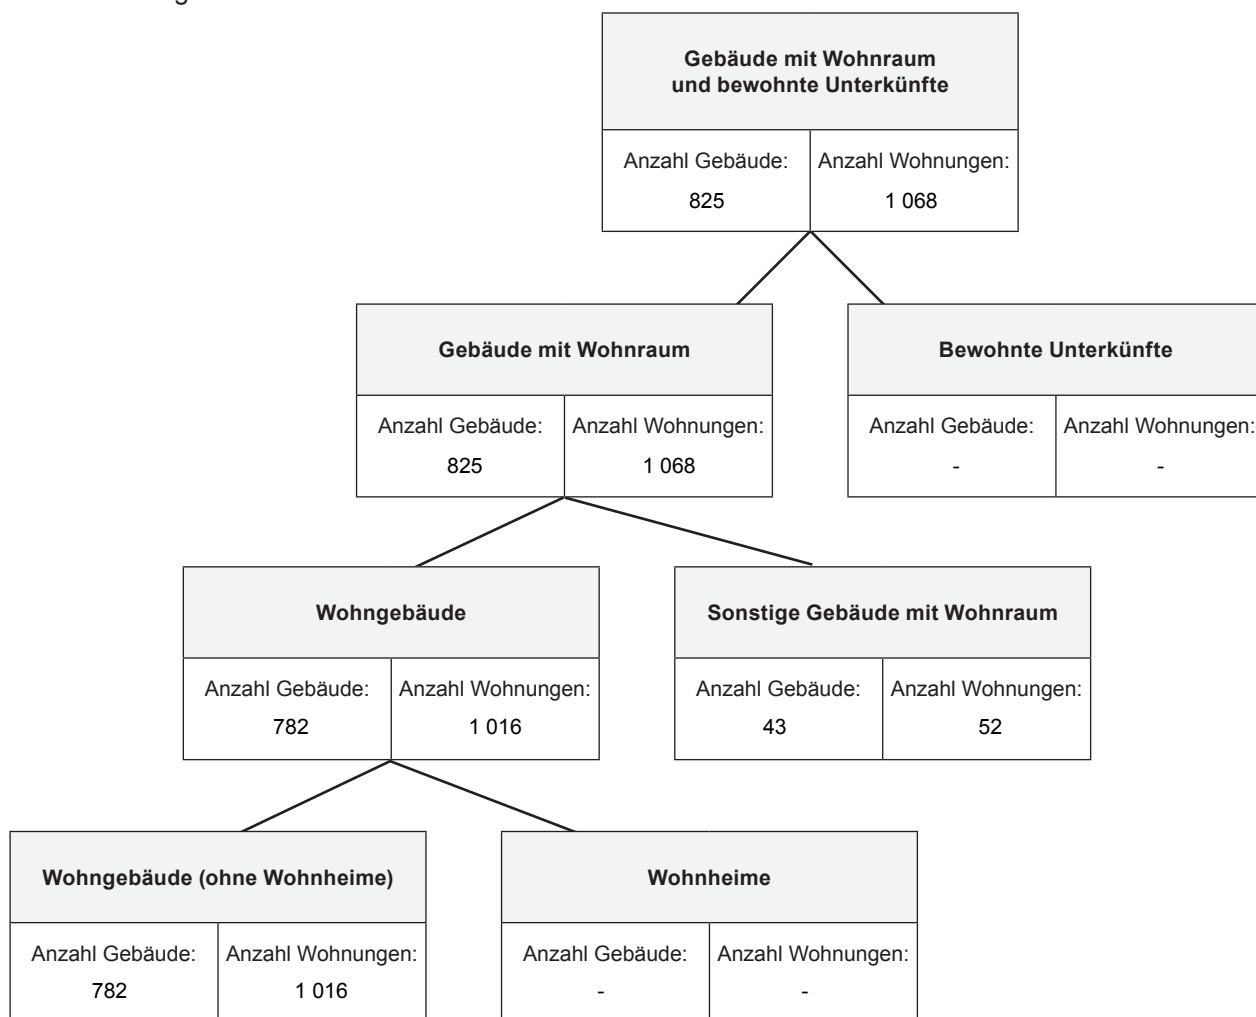 Gebäude mit Wohnraum
und bewohnte Unterkünfte
Anzahl Gebäude:
825
Anzahl Wohnungen:
1 068
Gebäude mit Wohnraum
Anzahl Gebäude:
825
Anzahl Wohnungen:
1 068
Bewohnte Unterkünfte
Anzahl Gebäude:
-
Anzahl Wohnungen:
-
Wohngebäude
Anzahl Gebäude:
782
Anzahl Wohnungen:
1 016
Sonstige Gebäude mit Wohnraum
Anzahl Gebäude:
43
Anzahl Wohnungen:
52
Wohngebäude (ohne Wohnheime)
Anzahl Gebäude:
782
Anzahl Wohnungen:
1 016
Wohnheime
Anzahl Gebäude:
-
Anzahl Wohnungen:
-